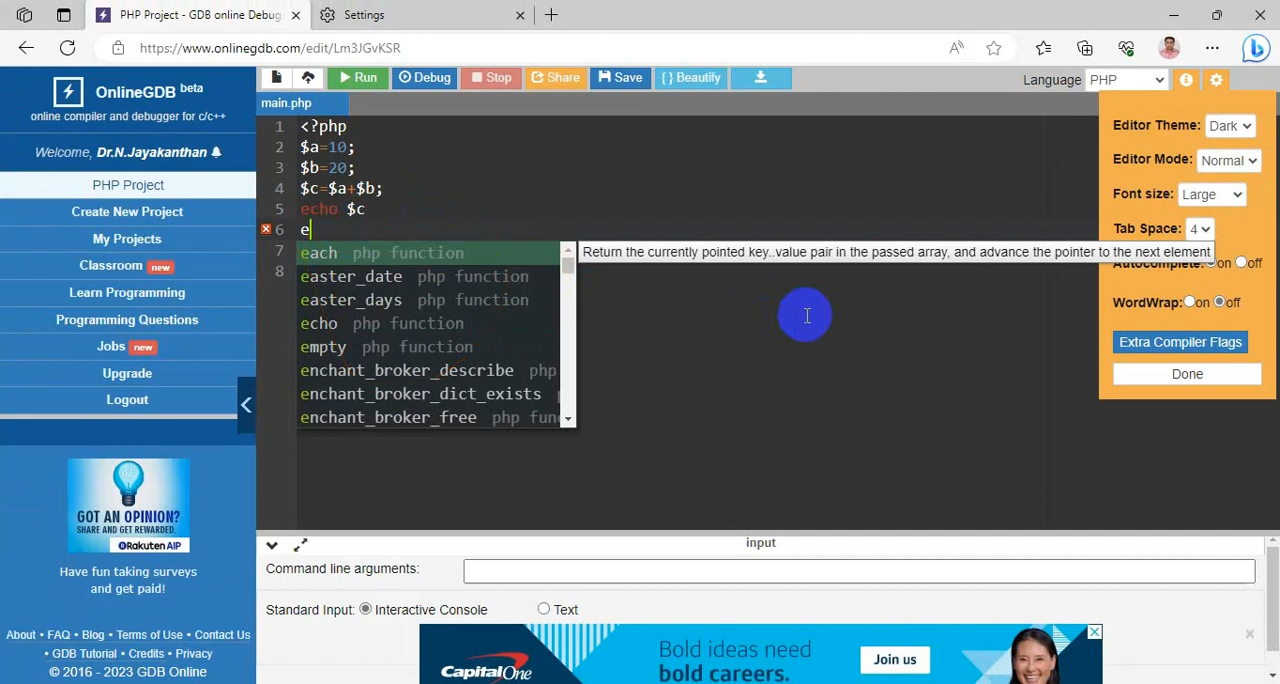 PHP Project - GDB online Debug
Settings
https://www.onlinegdb.com/edit/Lm3JGvKSR
OnlineGDB beta
online compiler and debugger for c/c++
Welcome, Dr.N.Jayakanthan
PHP Project
Create New Project
My Projects
Classroom new
Learn Programming
Programming Questions
Jobs new
Upgrade
Logout
GOT AN OPINION?
SHARE AND GET REWARDED.
Rakuten AIP
Have fun taking surveys
and get paid!
About • FAQ • Blog • Terms of Use • Contact Us
• GDB Tutorial • Credits • Privacy
© 2016 - 2023 GDB Online
Run
Debug
Stop
Share
Save
{ } Beautify
Language PHP
main.php
1 <?php
2 $a=10;
3 $b=20;
4 $c=$a+$b;
5 echo $c
6 e
7
8
each php function
easter_date php function
easter_days php function
echo php function
empty php function
enchant_broker_describe php
enchant_broker_dict_exists
enchant_broker_free php func
Return the currently pointed key..value pair in the passed array, and advance the pointer to the next element
Editor Theme: Dark
Editor Mode: Normal
Font size: Large
Tab Space: 4
Autocomplete: on off
WordWrap: on off
Extra Compiler Flags
Done
input
Command line arguments:
Standard Input: Interactive Console Text
Capital One
Bold ideas need
bold careers.
Join us